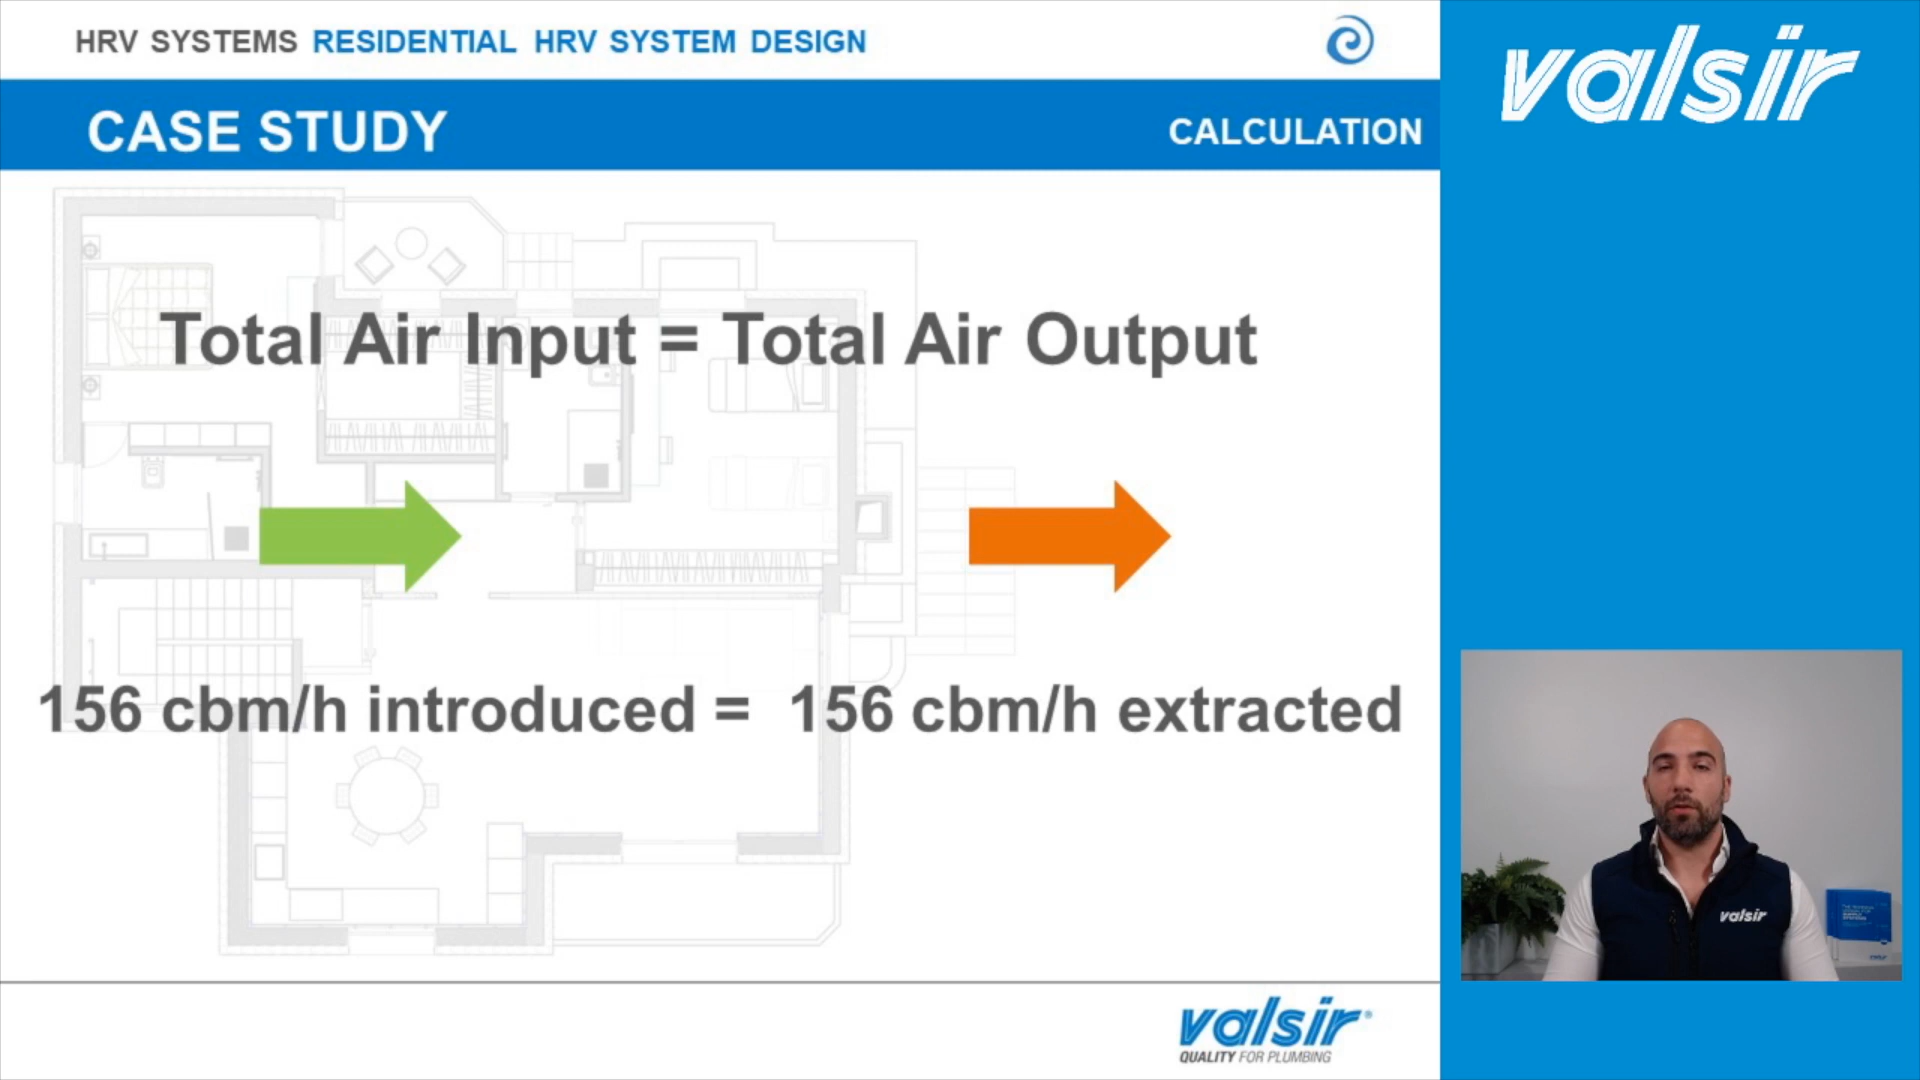 HRV SYSTEMS RESIDENTIAL HRV SYSTEM DESIGN
valsir
CASE STUDY
CALCULATION
Total Air Input = Total Air Output
156 cbm/h introduced = 156 cbm/h extracted
valsir
valsir®
QUALITY FOR PLUMBING